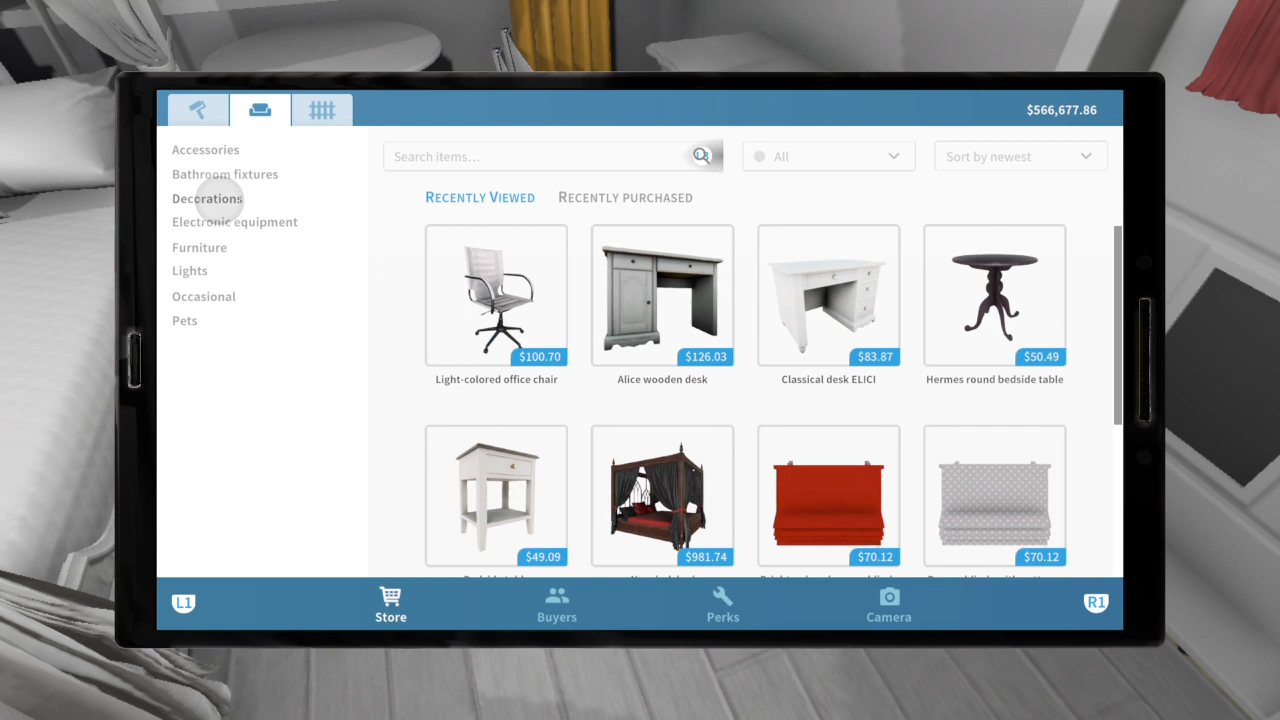 $566,677.86
Accessories
Bathroom fixtures
Decorations
Electronic equipment
Furniture
Lights
Occasional
Pets
Search items...
All
Sort by newest
RECENTLY VIEWED
RECENTLY PURCHASED
$100.70
$126.03
$83.87
$50.49
Light-colored office chair
Alice wooden desk
Classical desk ELICI
Hermes round bedside table
$49.09
$981.74
$70.12
$70.12
L1
Store
Buyers
Perks
Camera
R1